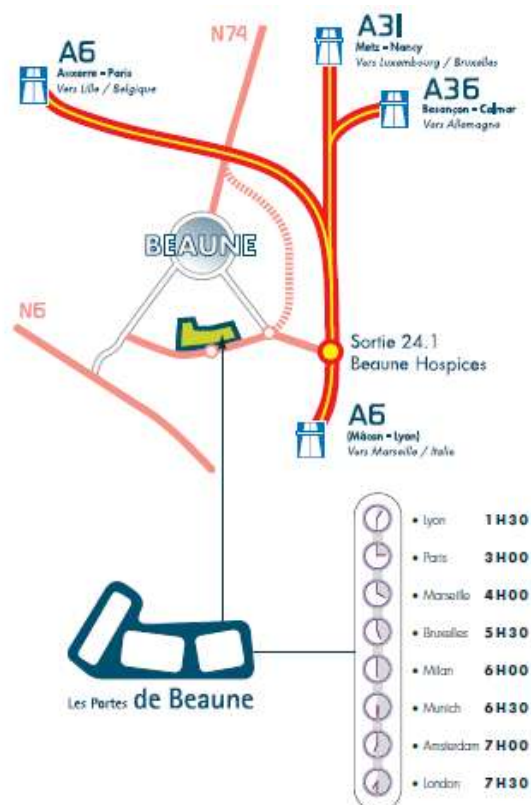 N74
A6
Auxerre - Paris
Vers Lille / Belgique
A31
Metz - Nancy
Vers Luxembourg / Bruxelles
A36
Besançon - Colmar
Vers Allemagne
BEAUNE
N6
Sortie 24.1
Beaune Hospices
A6
(Mâcon - Lyon)
Vers Marseille / Italie
• Lyon 1H30
• Paris 3H00
• Marseille 4H00
• Bruxelles 5H30
• Milan 6H00
• Munich 6H30
• Amsterdam 7H00
• London 7H30
Les Portes de Beaune